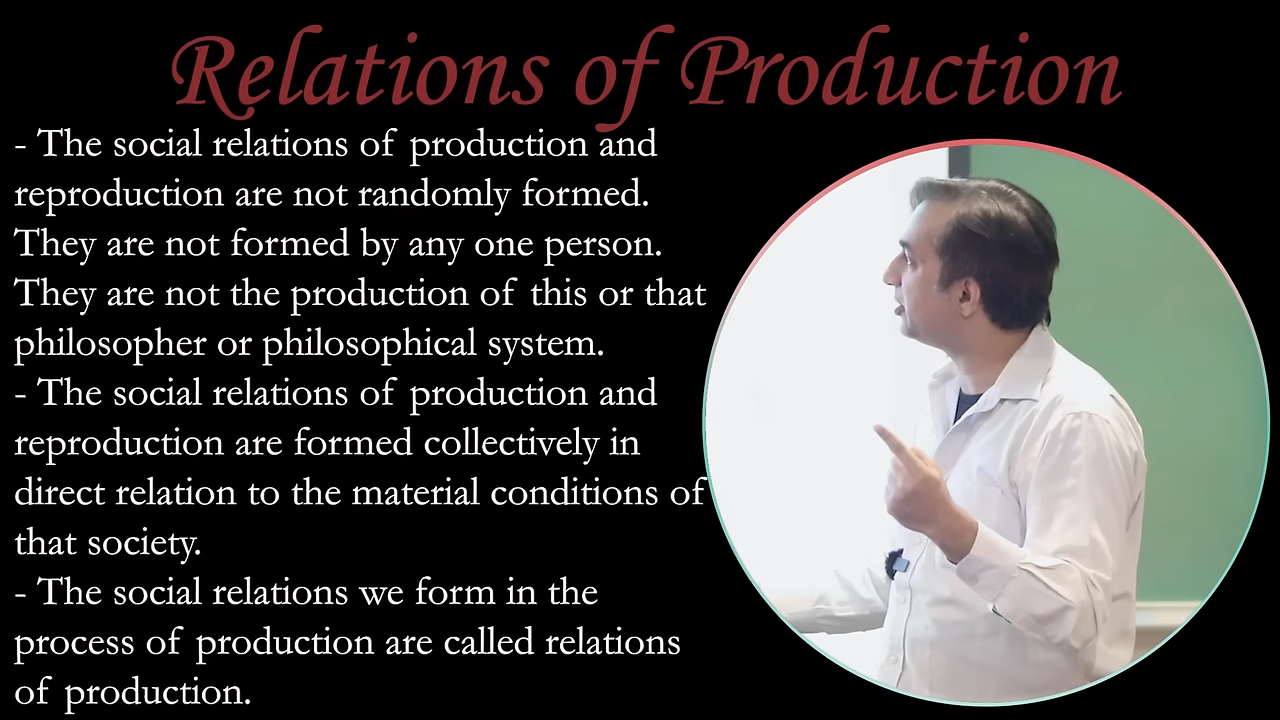 Relations of Production
- The social relations of production and
reproduction are not randomly formed.
They are not formed by any one person.
They are not the production of this or that
philosopher or philosophical system.
- The social relations of production and
reproduction are formed collectively in
direct relation to the material conditions of
that society.
- The social relations we form in the
process of production are called relations
of production.